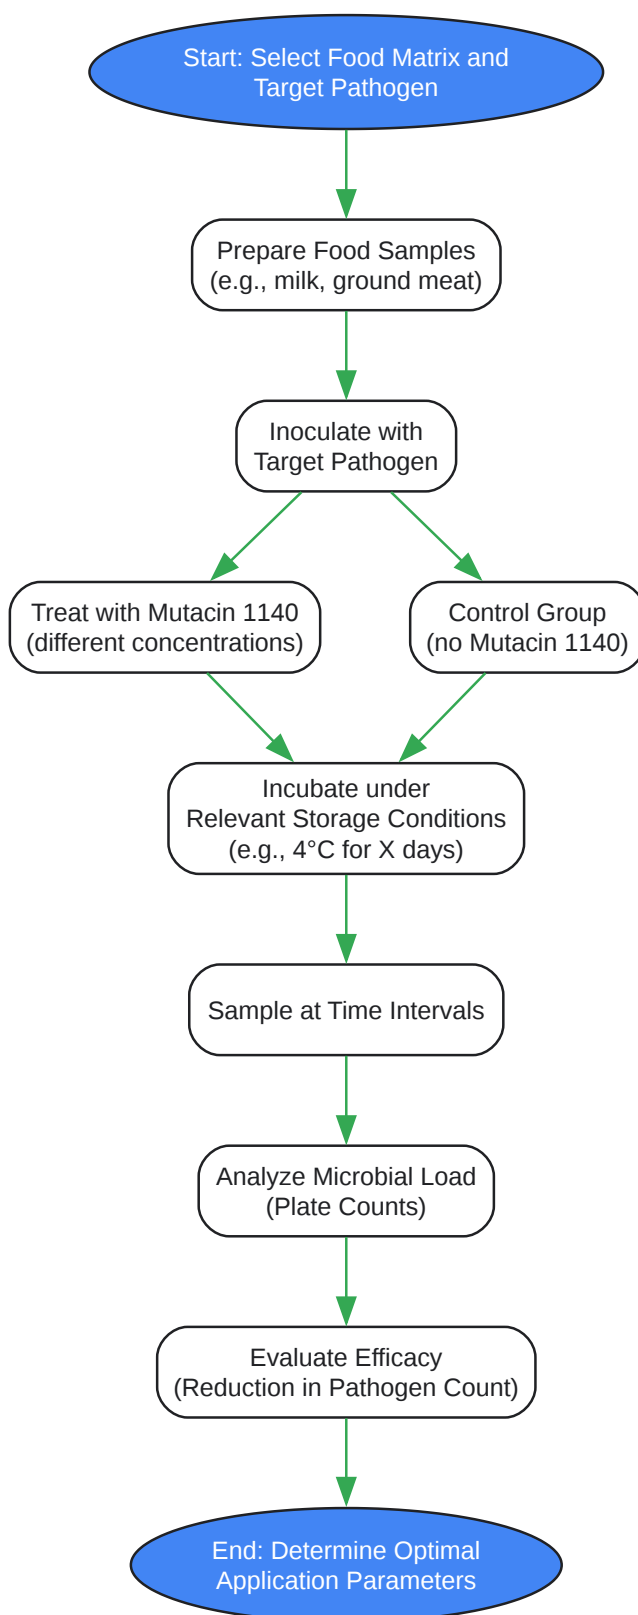 Start: Select Food Matrix and
Target Pathogen
Prepare Food Samples
(e.g., milk, ground meat)
Inoculate with
Target Pathogen
Treat with Mutacin 1140
(different concentrations)
Control Group
(no Mutacin 1140)
Incubate under
Relevant Storage Conditions
(e.g., 4°C for X days)
Sample at Time Intervals
Analyze Microbial Load
(Plate Counts)
Evaluate Efficacy
(Reduction in Pathogen Count)
End: Determine Optimal
Application Parameters